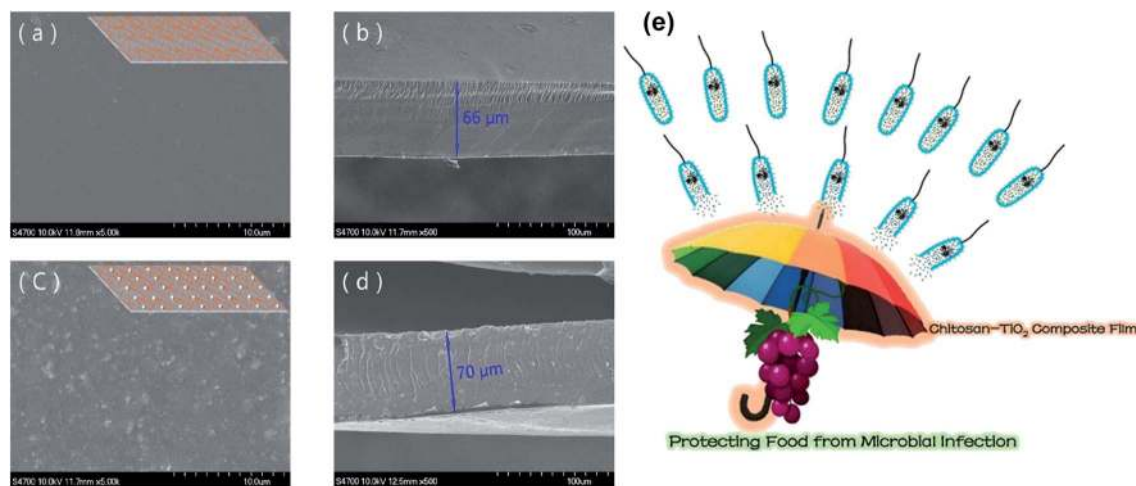 (a)
S4700 10.0kV 11.8mm x5.00k
10.0um
(b)
66 μm
S4700 10.0kV 11.7mm x500
100um
(C)
S4700 10.0kV 11.7mm x5.00k
10.0um
(d)
70 μm
S4700 10.0kV 12.5mm x500
100um
(e)
Chitosan-TiO₂ Composite Film
Protecting Food from Microbial Infection